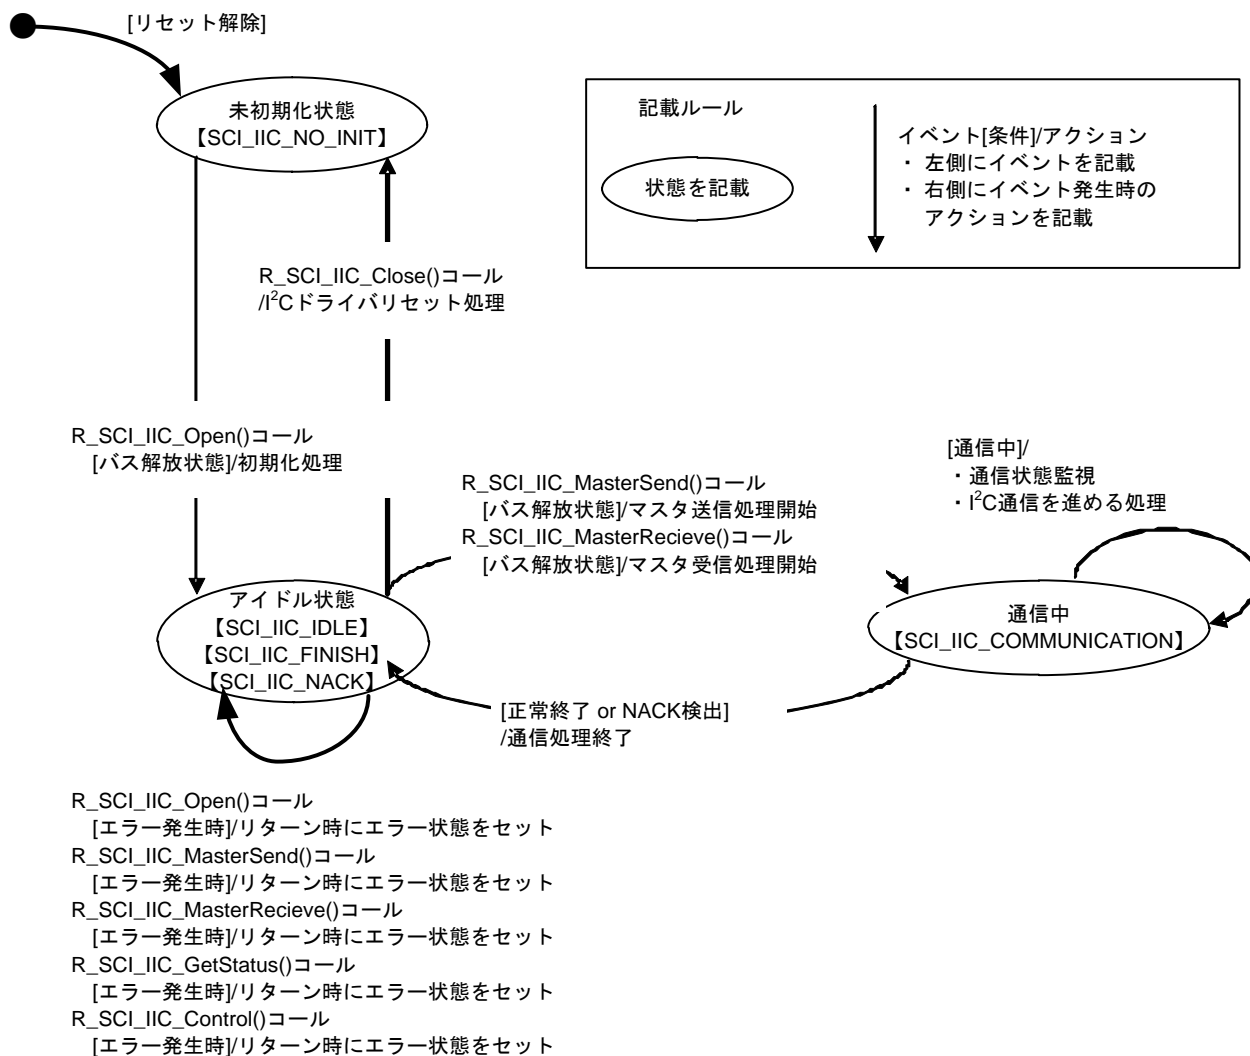 [リセット解除]
未初期化状態
【SCI_IIC_NO_INIT】
記載ルール
状態を記載
イベント[条件]/アクション
・ 左側にイベントを記載
・ 右側にイベント発生時の
アクションを記載
R_SCI_IIC_Close()コール
/I²Cドライバリセット処理
R_SCI_IIC_Open()コール
[バス解放状態]/初期化処理
R_SCI_IIC_MasterSend()コール
[バス解放状態]/マスタ送信処理開始
R_SCI_IIC_MasterRecieve()コール
[バス解放状態]/マスタ受信処理開始
[通信中]/
・通信状態監視
・I²C通信を進める処理
アイドル状態
【SCI_IIC_IDLE】
【SCI_IIC_FINISH】
【SCI_IIC_NACK】
通信中
【SCI_IIC_COMMUNICATION】
[正常終了 or NACK検出]
/通信処理終了
R_SCI_IIC_Open()コール
[エラー発生時]/リターン時にエラー状態をセット
R_SCI_IIC_MasterSend()コール
[エラー発生時]/リターン時にエラー状態をセット
R_SCI_IIC_MasterRecieve()コール
[エラー発生時]/リターン時にエラー状態をセット
R_SCI_IIC_GetStatus()コール
[エラー発生時]/リターン時にエラー状態をセット
R_SCI_IIC_Control()コール
[エラー発生時]/リターン時にエラー状態をセット